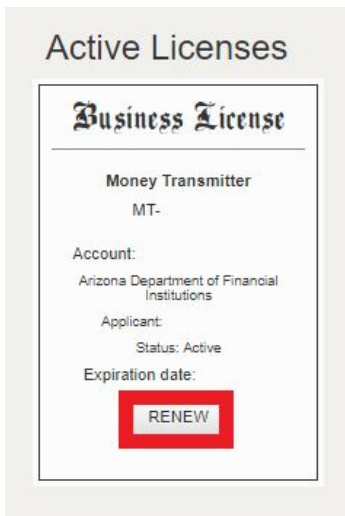 Active Licenses
Business License
Money Transmitter
MT-
Account:
Arizona Department of Financial
Institutions
Applicant:
Status: Active
Expiration date:
RENEW